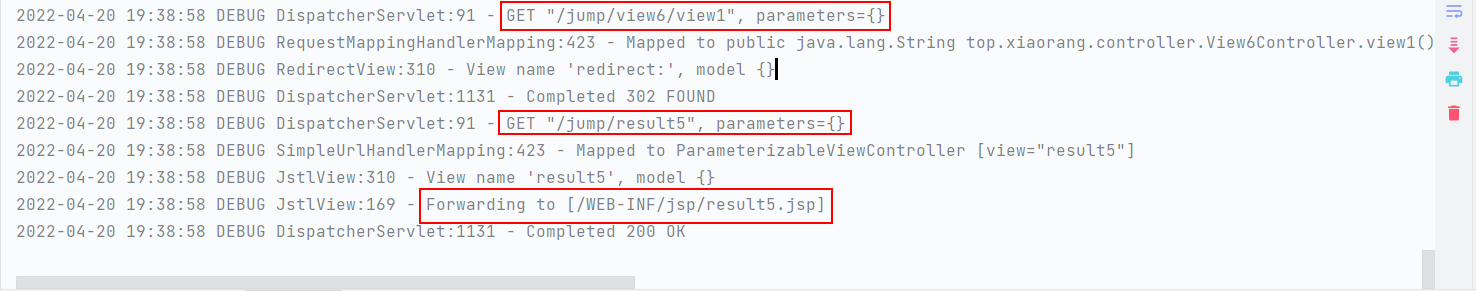 2022-04-20 19:38:58 DEBUG DispatcherServlet:91 - GET "/jump/view6/view1", parameters={}
2022-04-20 19:38:58 DEBUG RequestMappingHandlerMapping:423 - Mapped to public java.lang.String top.xiaorang.controller.View6Controller.view1()
2022-04-20 19:38:58 DEBUG RedirectView:310 - View name 'redirect:', model {}
2022-04-20 19:38:58 DEBUG DispatcherServlet:1131 - Completed 302 FOUND
2022-04-20 19:38:58 DEBUG DispatcherServlet:91 - GET "/jump/result5", parameters={}
2022-04-20 19:38:58 DEBUG SimpleUrlHandlerMapping:423 - Mapped to ParameterizableViewController [view="result5"]
2022-04-20 19:38:58 DEBUG JstlView:310 - View name 'result5', model {}
2022-04-20 19:38:58 DEBUG JstlView:169 - Forwarding to [/WEB-INF/jsp/result5.jsp]
2022-04-20 19:38:58 DEBUG DispatcherServlet:1131 - Completed 200 OK